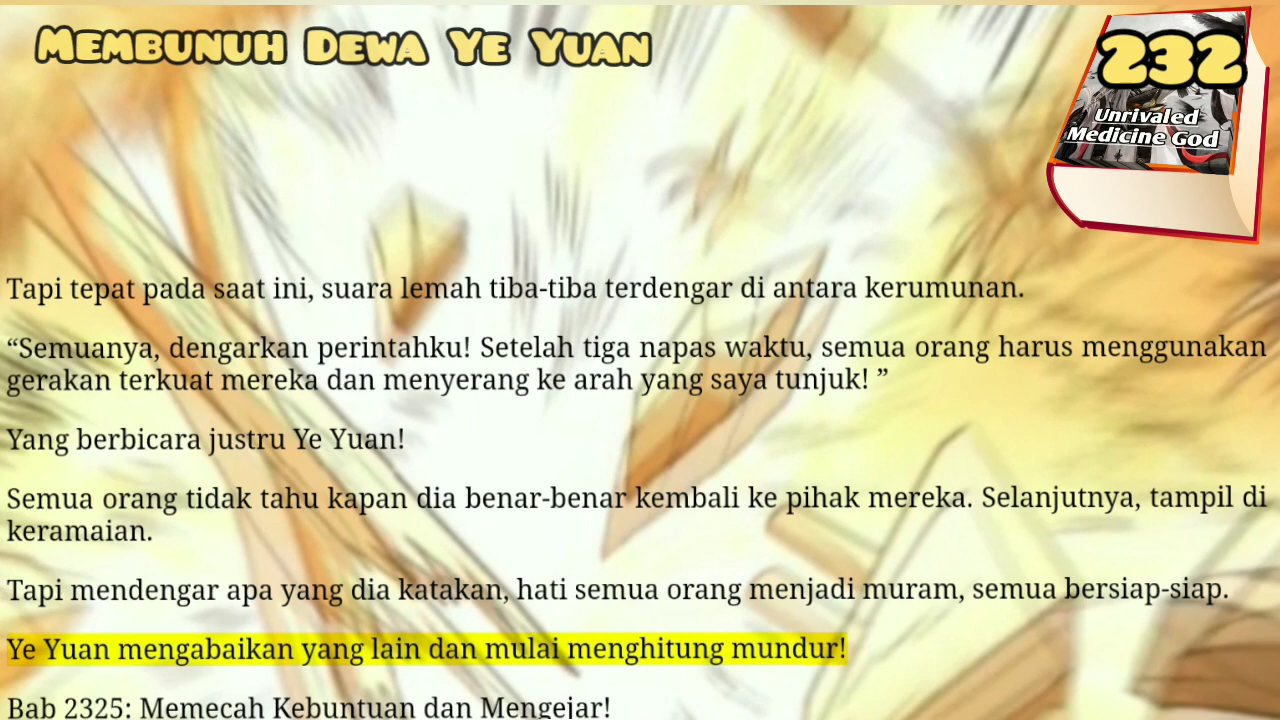 Membunuh Dewa Ye Yuan
232
Unrivaled
Medicine God
Tapi tepat pada saat ini, suara lemah tiba-tiba terdengar di antara kerumunan.
“Semuanya, dengarkan perintahku! Setelah tiga napas waktu, semua orang harus menggunakan
gerakan terkuat mereka dan menyerang ke arah yang saya tunjuk! ”
Yang berbicara justru Ye Yuan!
Semua orang tidak tahu kapan dia benar-benar kembali ke pihak mereka. Selanjutnya, tampil di
keramaian.
Tapi mendengar apa yang dia katakan, hati semua orang menjadi muram, semua bersiap-siap.
Ye Yuan mengabaikan yang lain dan mulai menghitung mundur!
Bab 2325: Memecah Kebuntuan dan Mengejar!